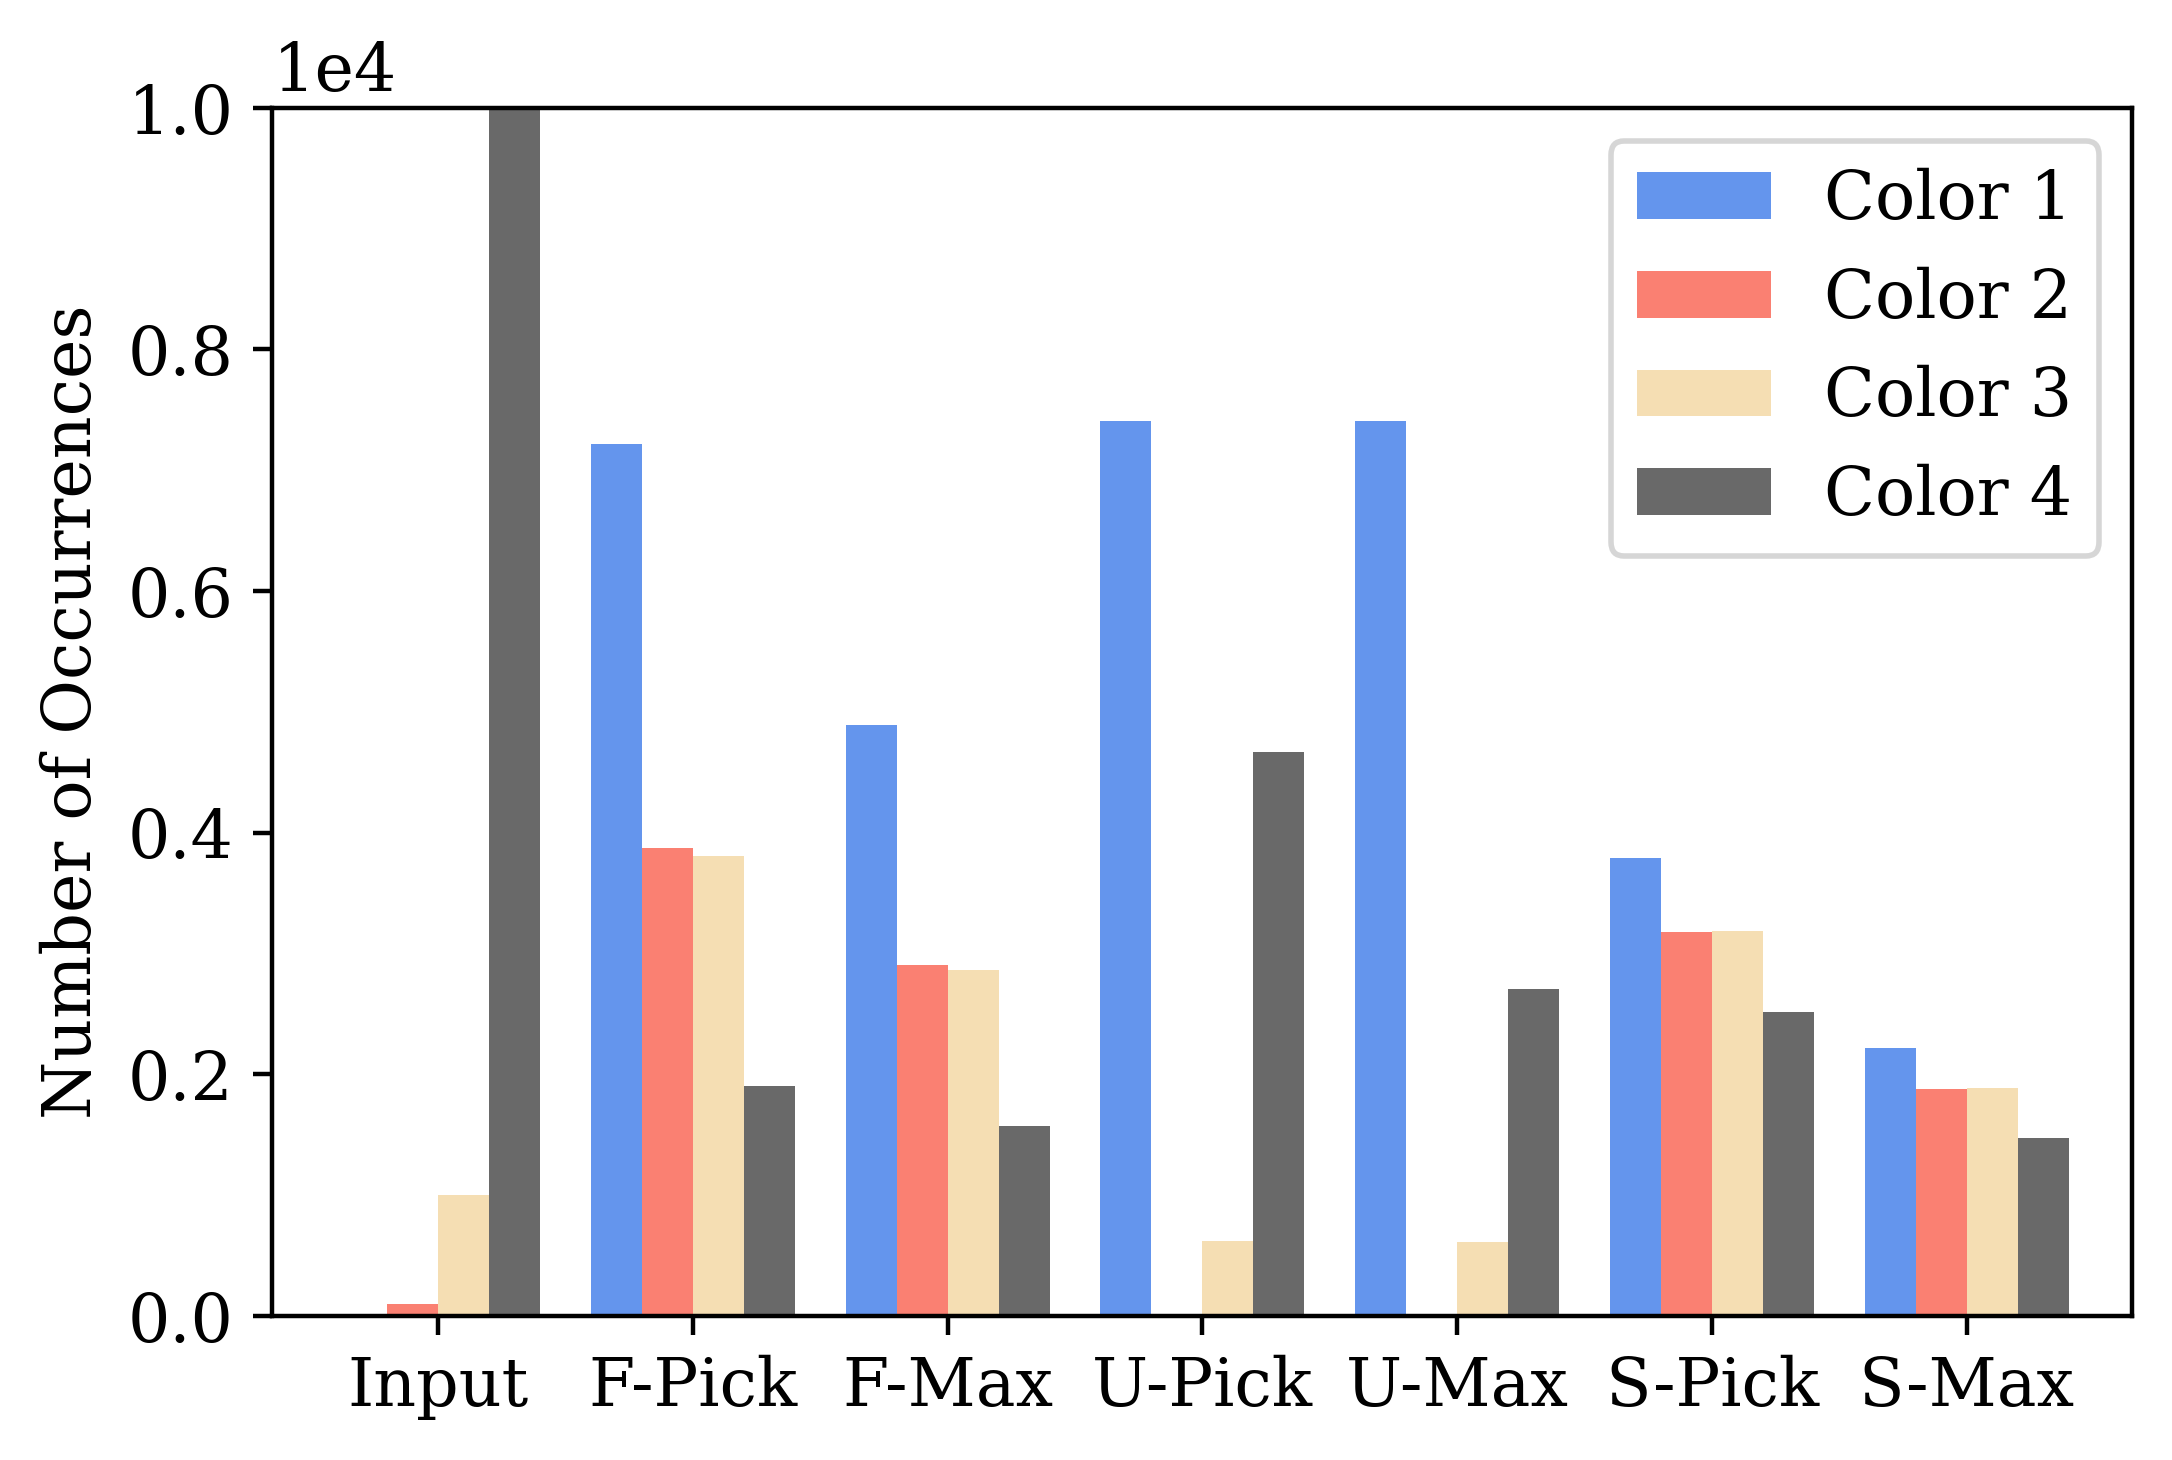 1e4
1.0
0.8
0.6
0.4
0.2
0.0
Number of Occurrences
Color 1
Color 2
Color 3
Color 4
Input F-Pick F-Max U-Pick U-Max S-Pick S-Max